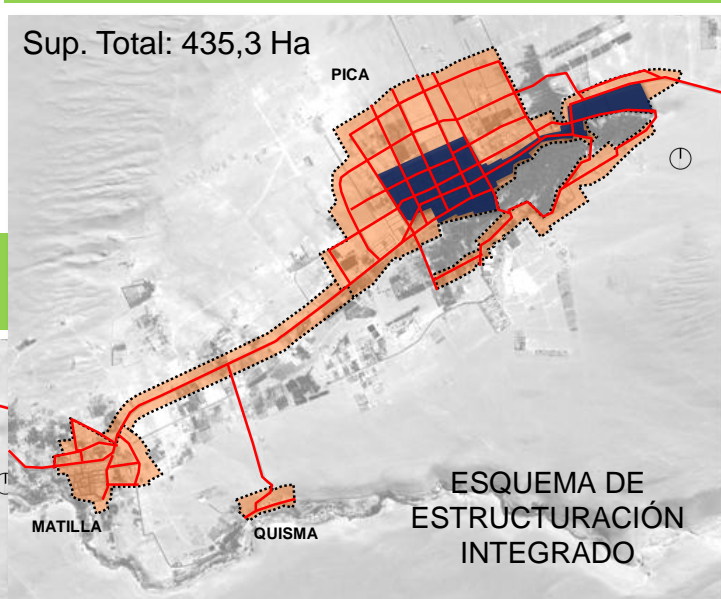 Sup. Total: 435,3 Ha
PICA
MATILLA
QUISMA
ESQUEMA DE
ESTRUCTURACIÓN
INTEGRADO